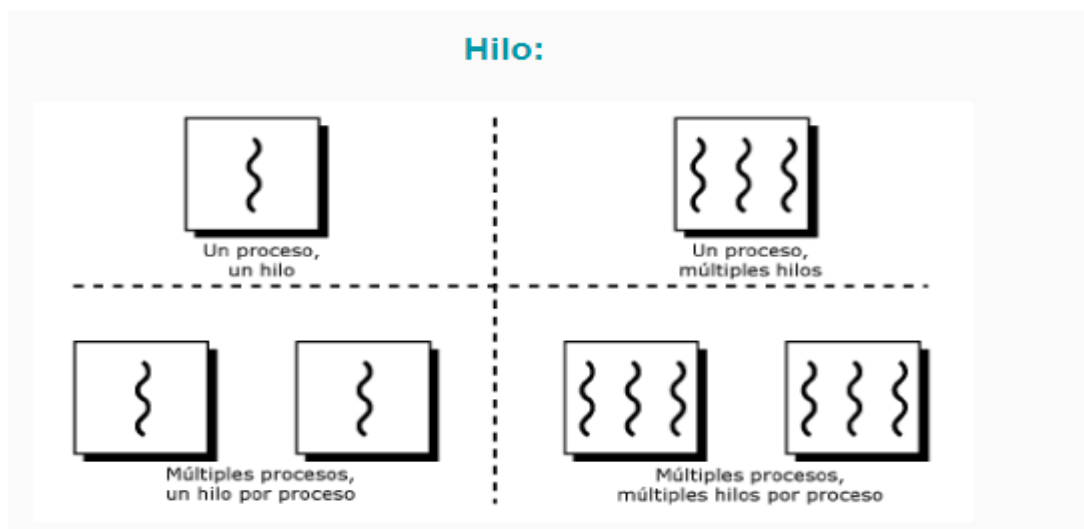 Hilo:
Un proceso,
un hilo
Un proceso,
múltiples hilos
Múltiples procesos,
un hilo por proceso
Múltiples procesos,
múltiples hilos por proceso